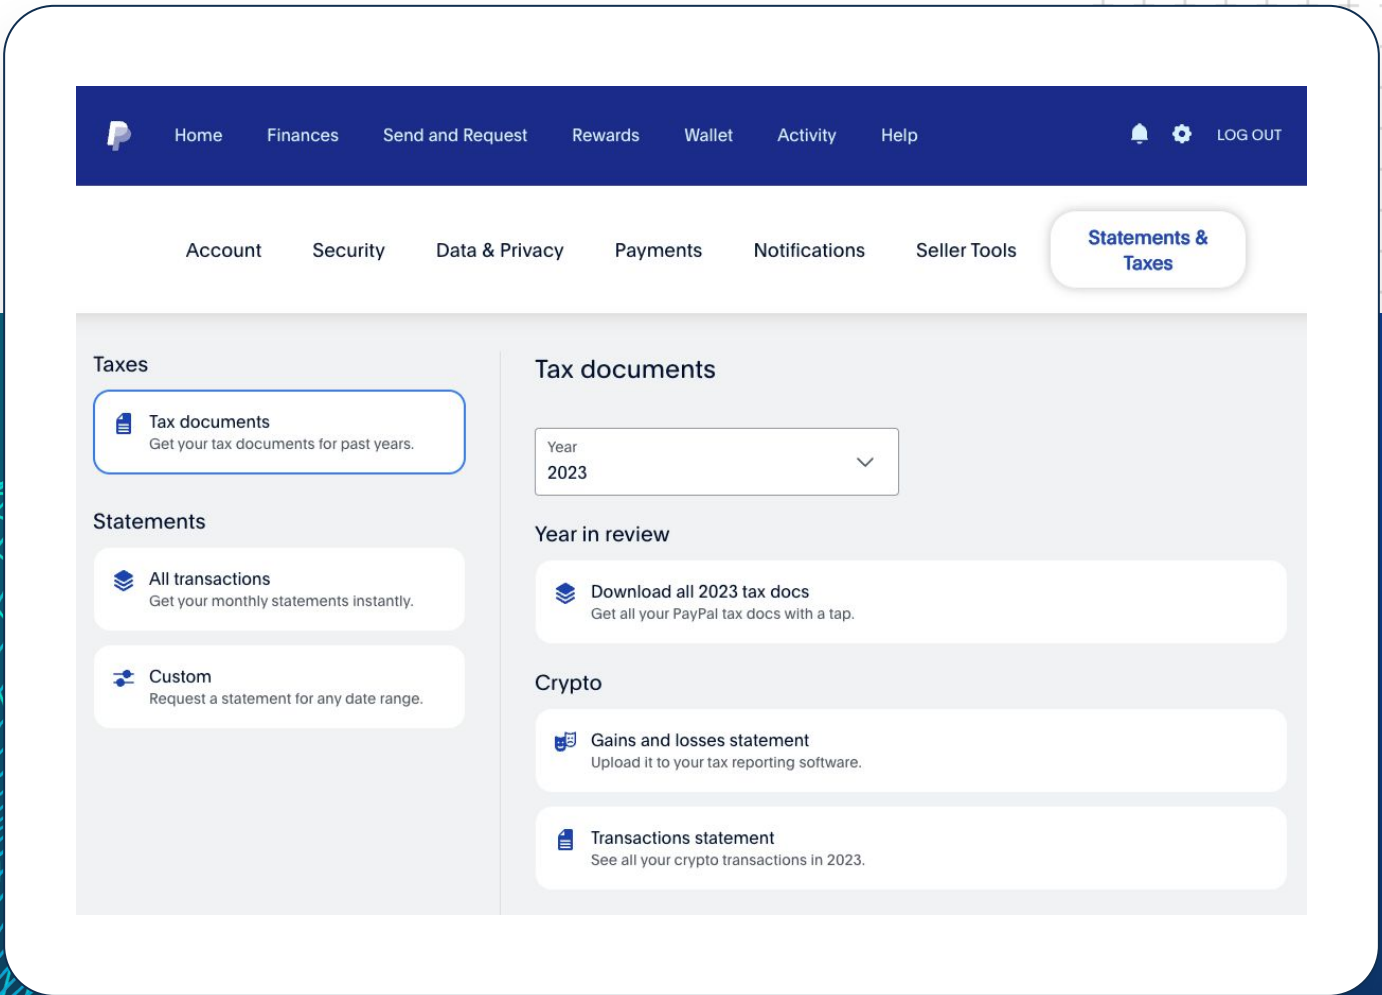 Home Finances Send and Request Rewards Wallet Activity Help LOG OUT
Account Security Data & Privacy Payments Notifications Seller Tools Statements &
Taxes
Taxes
Tax documents
Get your tax documents for past years.
Statements
All transactions
Get your monthly statements instantly.
Custom
Request a statement for any date range.
Tax documents
Year
2023
Year in review
Download all 2023 tax docs
Get all your PayPal tax docs with a tap.
Crypto
Gains and losses statement
Upload it to your tax reporting software.
Transactions statement
See all your crypto transactions in 2023.